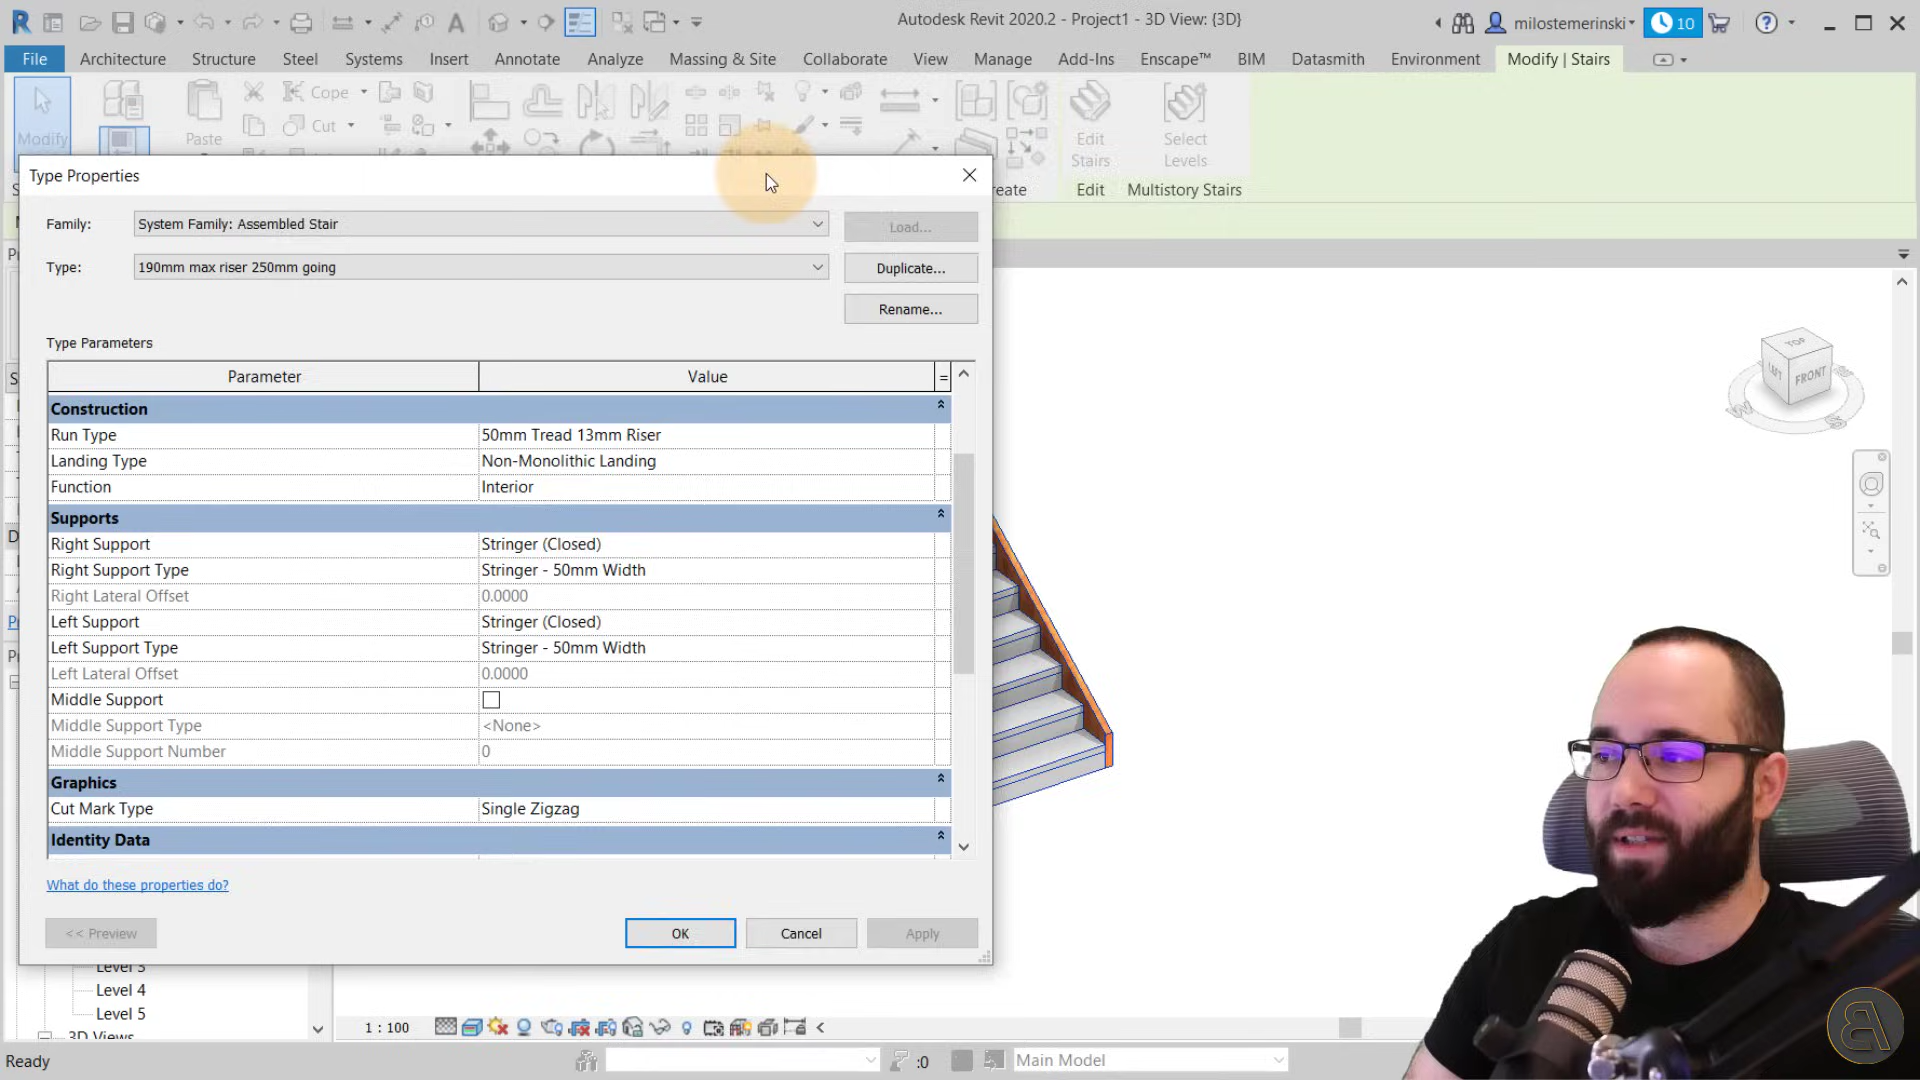 Autodesk Revit 2020.2 - Project1 - 3D View: {3D}
milostemerinski
10
File Architecture Structure Steel Systems Insert Annotate Analyze Massing & Site Collaborate View Manage Add-Ins Enscape™ BIM Datasmith Environment Modify | Stairs
Modify
Paste
Cope
Cut
Edit Stairs
Select Levels
Edit
Multistory Stairs
Type Properties
Family: System Family: Assembled Stair Load...
Type: 190mm max riser 250mm going Duplicate...
Rename...
Type Parameters
Parameter Value =
Construction
Run Type 50mm Tread 13mm Riser
Landing Type Non-Monolithic Landing
Function Interior
Supports
Right Support Stringer (Closed)
Right Support Type Stringer - 50mm Width
Right Lateral Offset 0.0000
Left Support Stringer (Closed)
Left Support Type Stringer - 50mm Width
Left Lateral Offset 0.0000
Middle Support
Middle Support Type <None>
Middle Support Number 0
Graphics
Cut Mark Type Single Zigzag
Identity Data
What do these properties do?
<< Preview OK Cancel Apply
Level 3
Level 4
Level 5
3D Views
TOP
FRONT
W
S
1 : 100
Ready
:0
Main Model